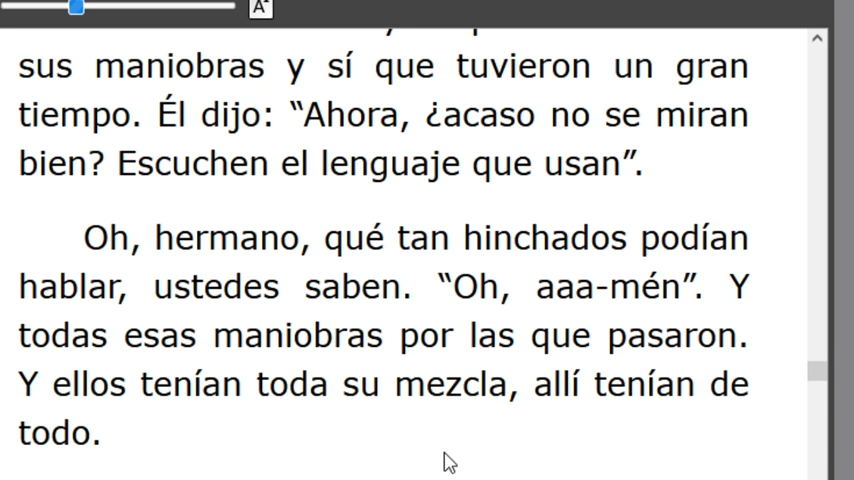 A
sus maniobras y sí que tuvieron un gran
tiempo. Él dijo: “Ahora, ¿acaso no se miran
bien? Escuchen el lenguaje que usan”.
Oh, hermano, qué tan hinchados podían
hablar, ustedes saben. “Oh, aaa-mén”. Y
todas esas maniobras por las que pasaron.
Y ellos tenían toda su mezcla, allí tenían de
todo.